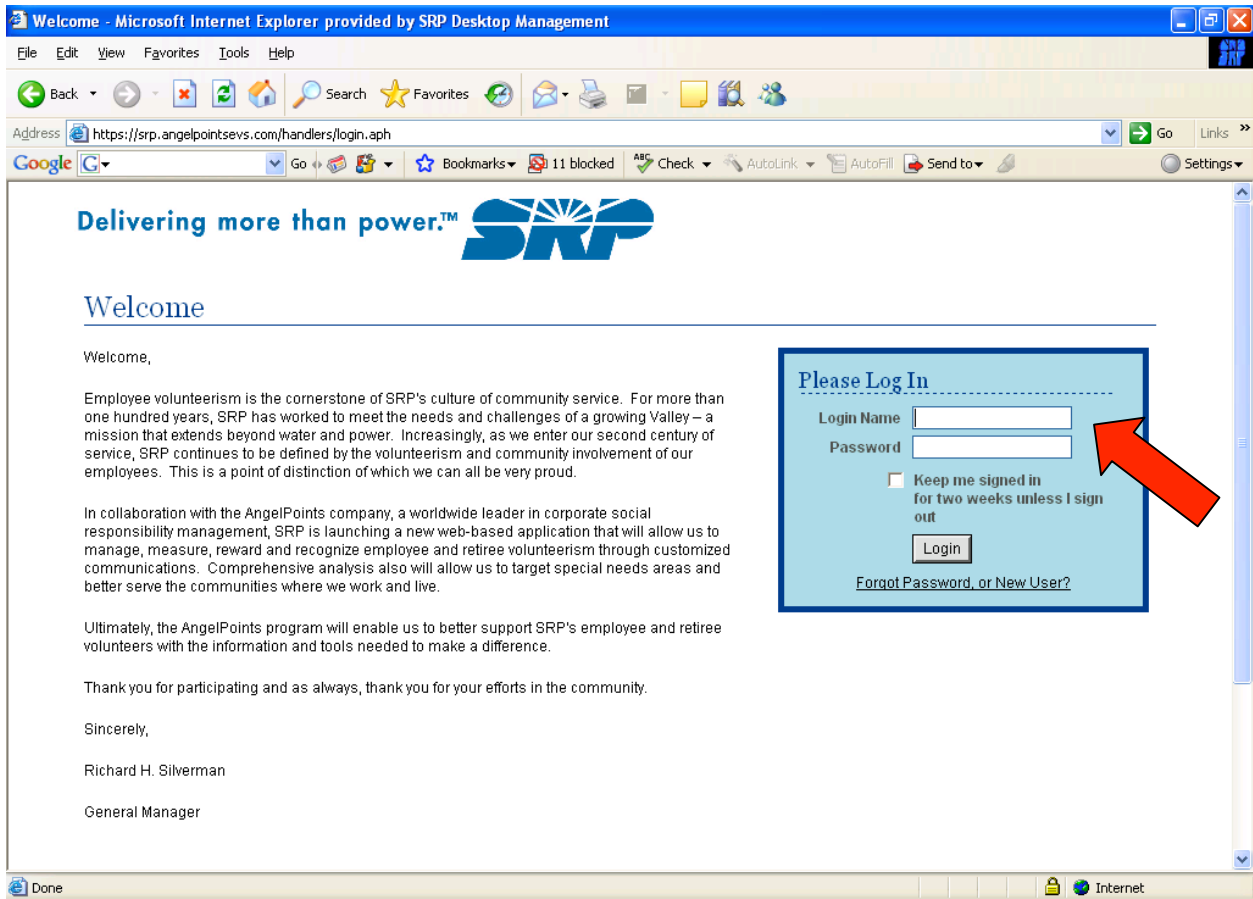 Welcome - Microsoft Internet Explorer provided by SRP Desktop Management
File Edit View Favorites Tools Help
SRP
Back Search Favorites
Address https://srp.angelpointsevs.com/handlers/login.aph Go Links »
Google G Go Bookmarks 11 blocked ABC Check AutoLink AutoFill Send to Settings
Delivering more than power.™ SRP
Welcome
Welcome,
Employee volunteerism is the cornerstone of SRP's culture of community service. For more than
one hundred years, SRP has worked to meet the needs and challenges of a growing Valley – a
mission that extends beyond water and power. Increasingly, as we enter our second century of
service, SRP continues to be defined by the volunteerism and community involvement of our
employees. This is a point of distinction of which we can all be very proud.
In collaboration with the AngelPoints company, a worldwide leader in corporate social
responsibility management, SRP is launching a new web-based application that will allow us to
manage, measure, reward and recognize employee and retiree volunteerism through customized
communications. Comprehensive analysis also will allow us to target special needs areas and
better serve the communities where we work and live.
Ultimately, the AngelPoints program will enable us to better support SRP's employee and retiree
volunteers with the information and tools needed to make a difference.
Thank you for participating and as always, thank you for your efforts in the community.
Sincerely,
Richard H. Silverman
General Manager
Please Log In
Login Name
Password
Keep me signed in
for two weeks unless I sign
out
Login
Forgot Password, or New User?
Done Internet